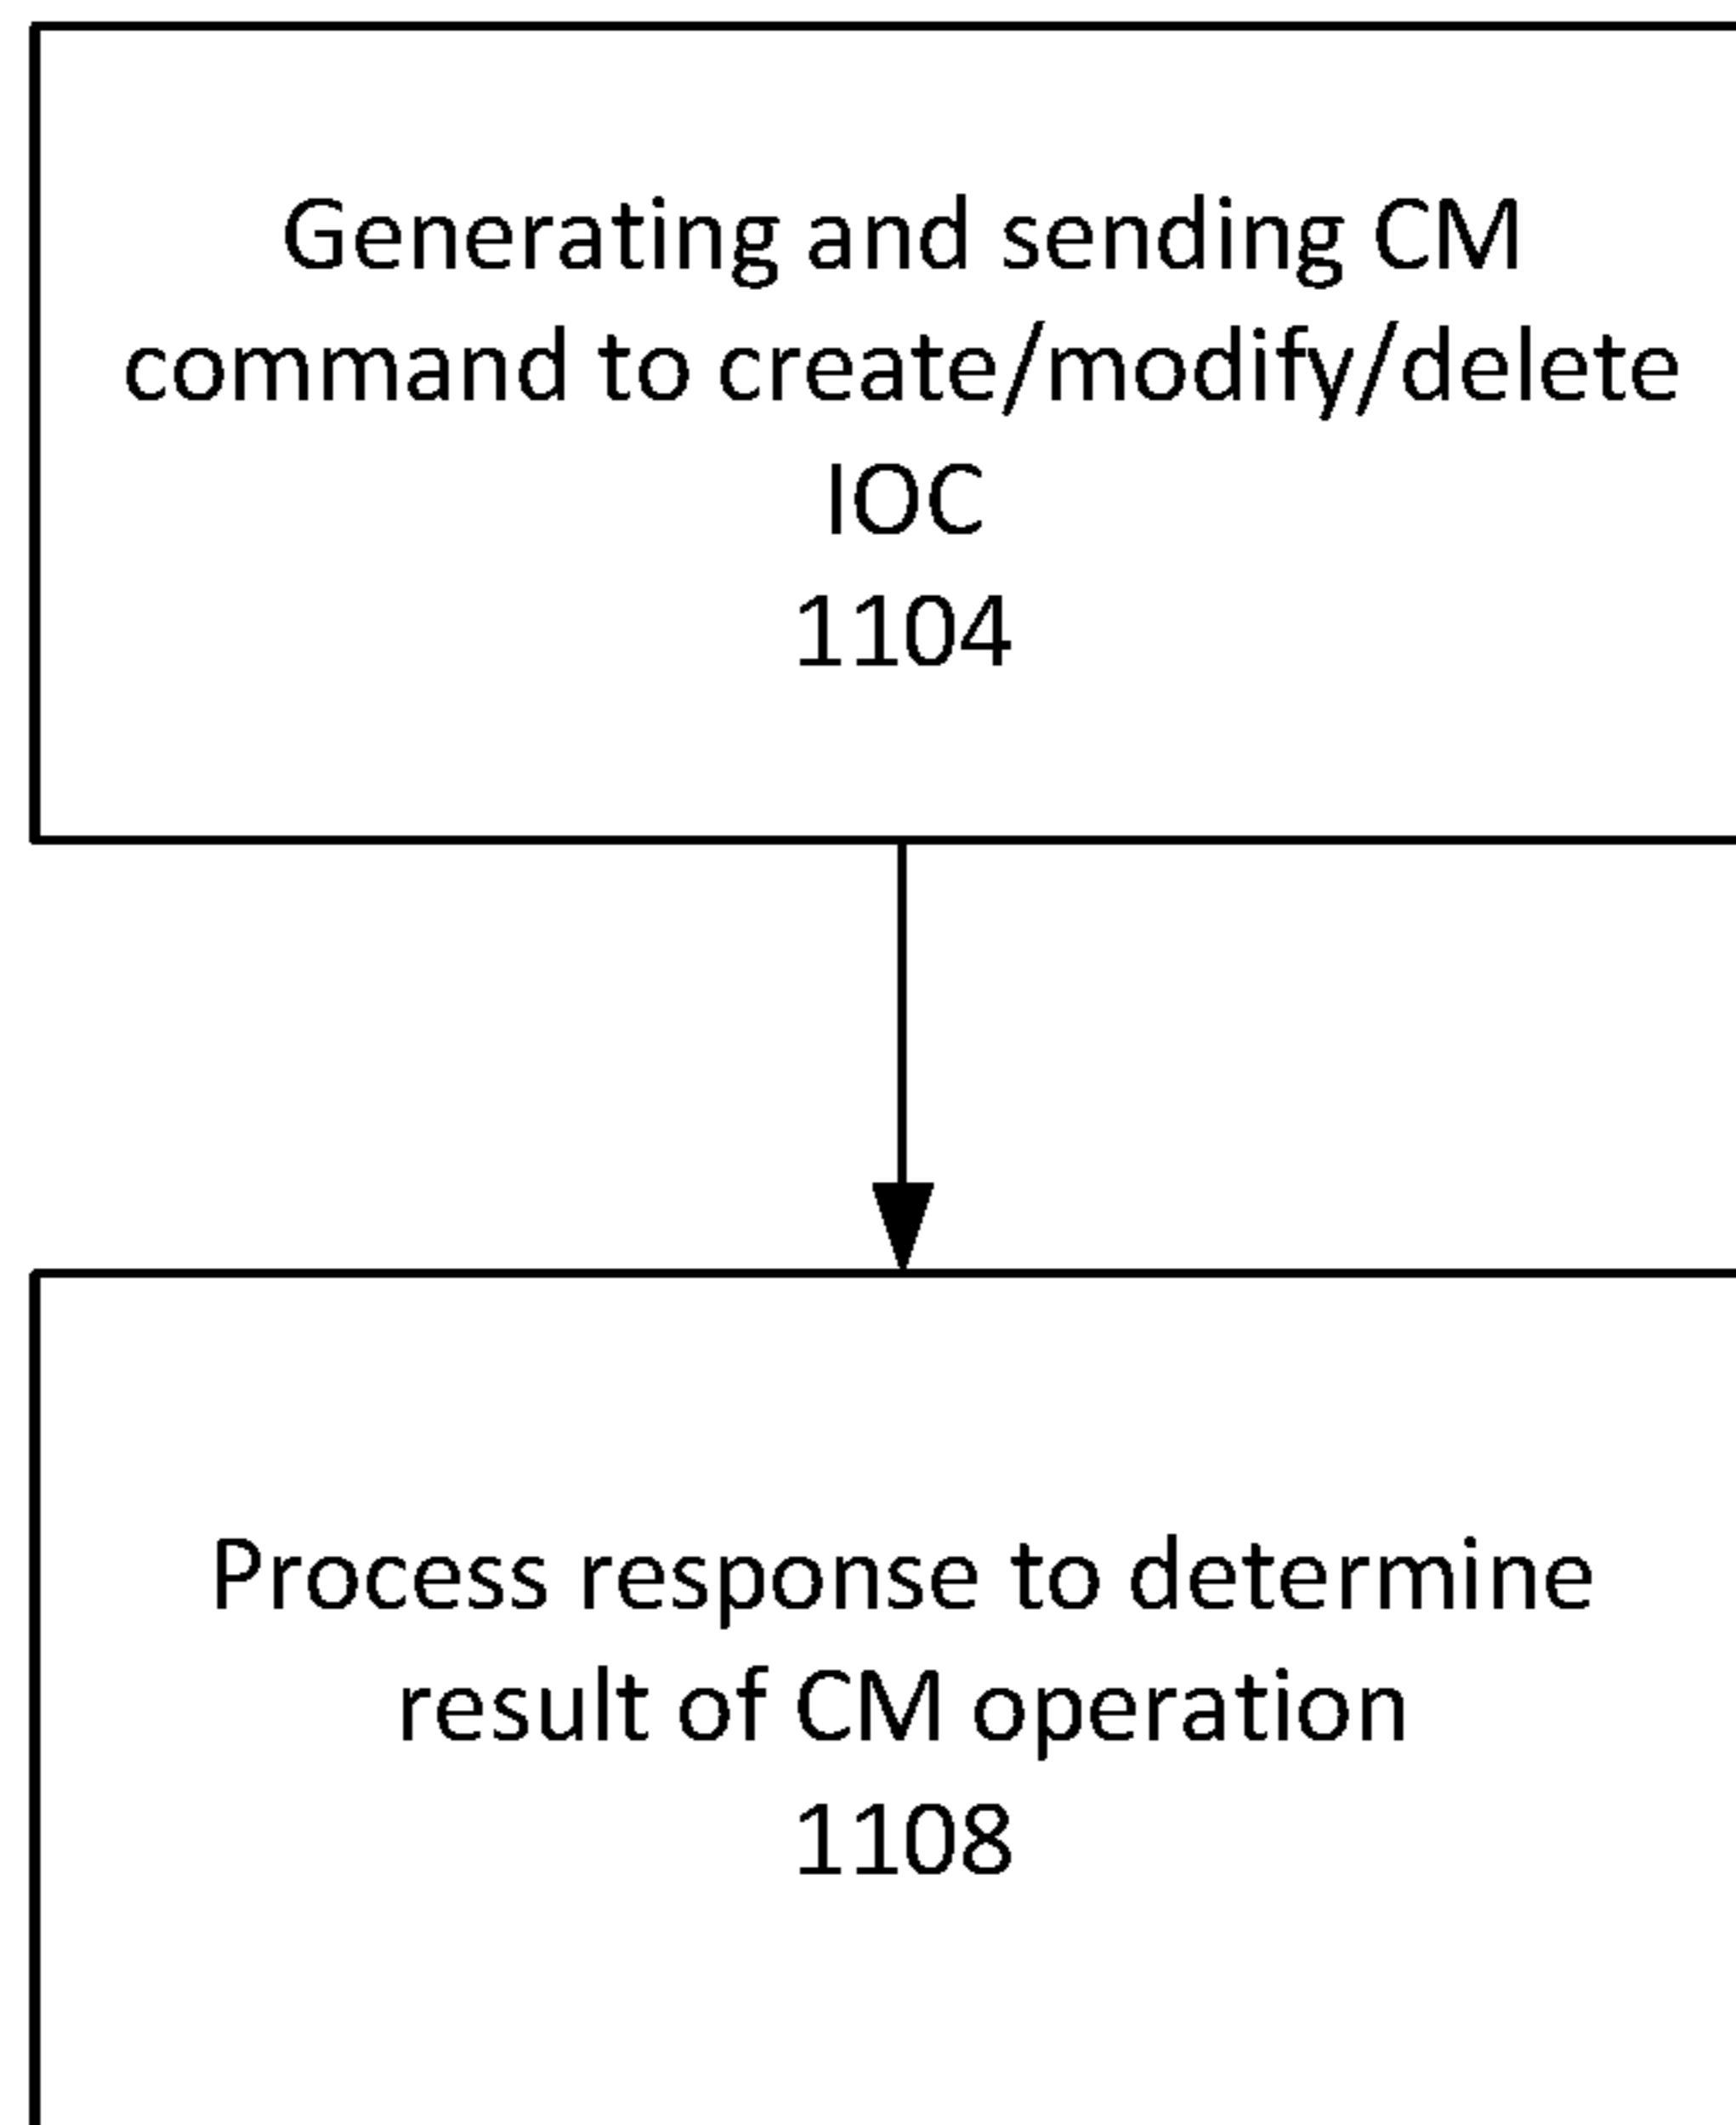 Generating and sending CM
command to create/modify/delete
IOC
1104
Process response to determine
result of CM operation
1108